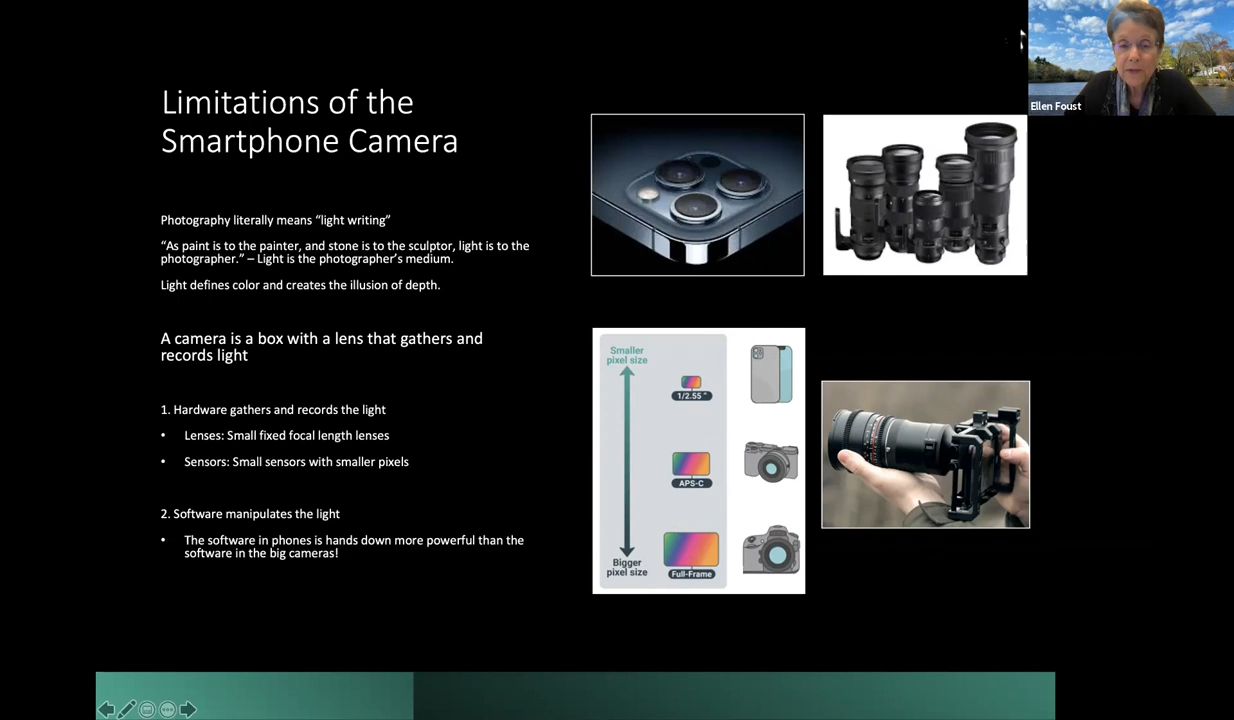 Limitations of the
Smartphone Camera
Photography literally means “light writing”
“As paint is to the painter, and stone is to the sculptor, light is to the
photographer.” – Light is the photographer’s medium.
Light defines color and creates the illusion of depth.
A camera is a box with a lens that gathers and
records light
1. Hardware gathers and records the light
• Lenses: Small fixed focal length lenses
• Sensors: Small sensors with smaller pixels
2. Software manipulates the light
• The software in phones is hands down more powerful than the
software in the big cameras!
Smaller
pixel size
1/2.55 "
APS-C
Bigger
pixel size
Full-Frame
Ellen Foust